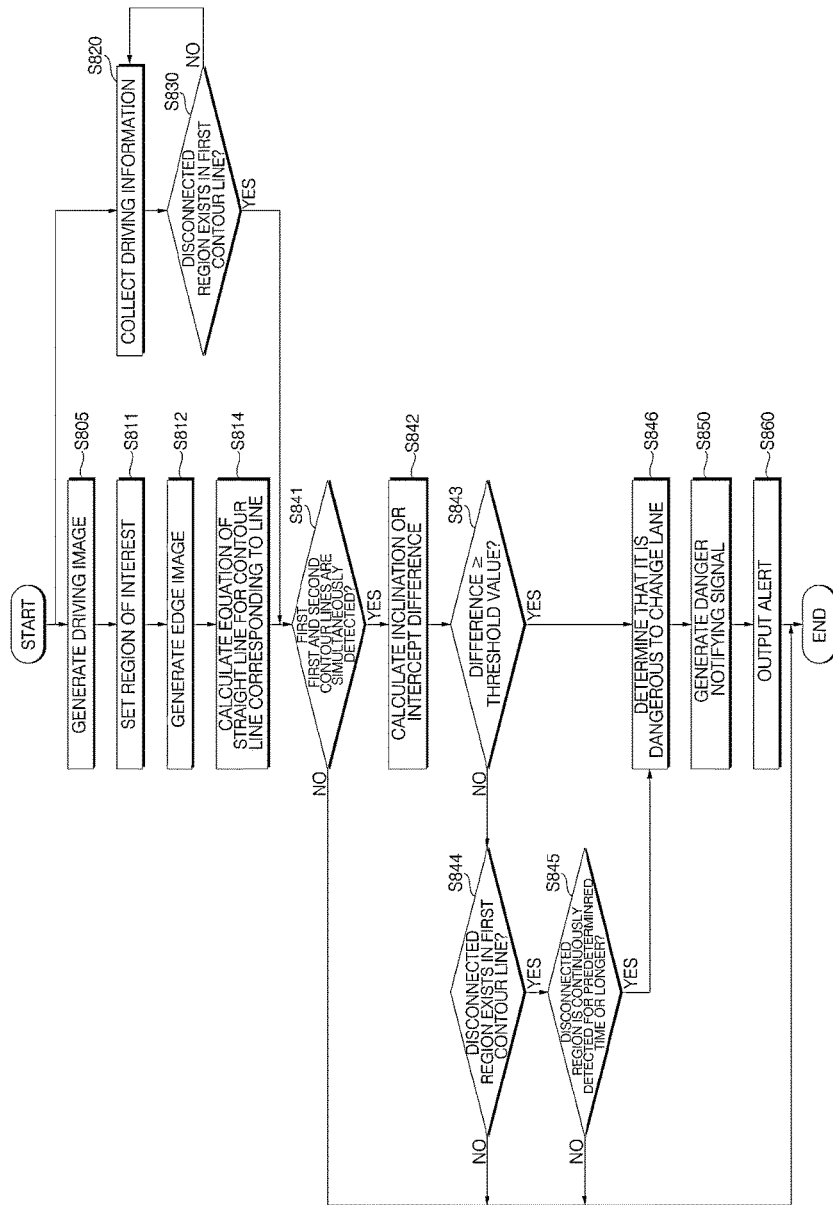 START
GENERATE DRIVING IMAGE
S805
SET REGION OF INTEREST
S811
GENERATE EDGE IMAGE
S812
CALCULATE EQUATION OF
STRAIGHT LINE FOR CONTOUR
LINE CORRESPONDING TO LINE
S814
COLLECT DRIVING INFORMATION
S820
DISCONNECTED
REGION EXISTS IN FIRST
CONTOUR LINE?
S830
NO
YES
FIRST
FIRST AND SECOND
CONTOUR LINES ARE
SIMULTANEOUSLY
DETECTED?
S841
NO
YES
CALCULATE INCLINATION OR
INTERCEPT DIFFERENCE
S842
DIFFERENCE ≥
THRESHOLD VALUE?
S843
NO
YES
DISCONNECTED
REGION EXISTS IN FIRST
CONTOUR LINE?
S844
NO
YES
DISCONNECTED
REGION IS CONTINUOUSLY
DETECTED FOR PREDETERMINRED
TIME OR LONGER?
S845
NO
YES
DETERMINE THAT IT IS
DANGEROUS TO CHANGE LANE
S846
GENERATE DANGER
NOTIFYING SIGNAL
S850
OUTPUT ALERT
S860
END